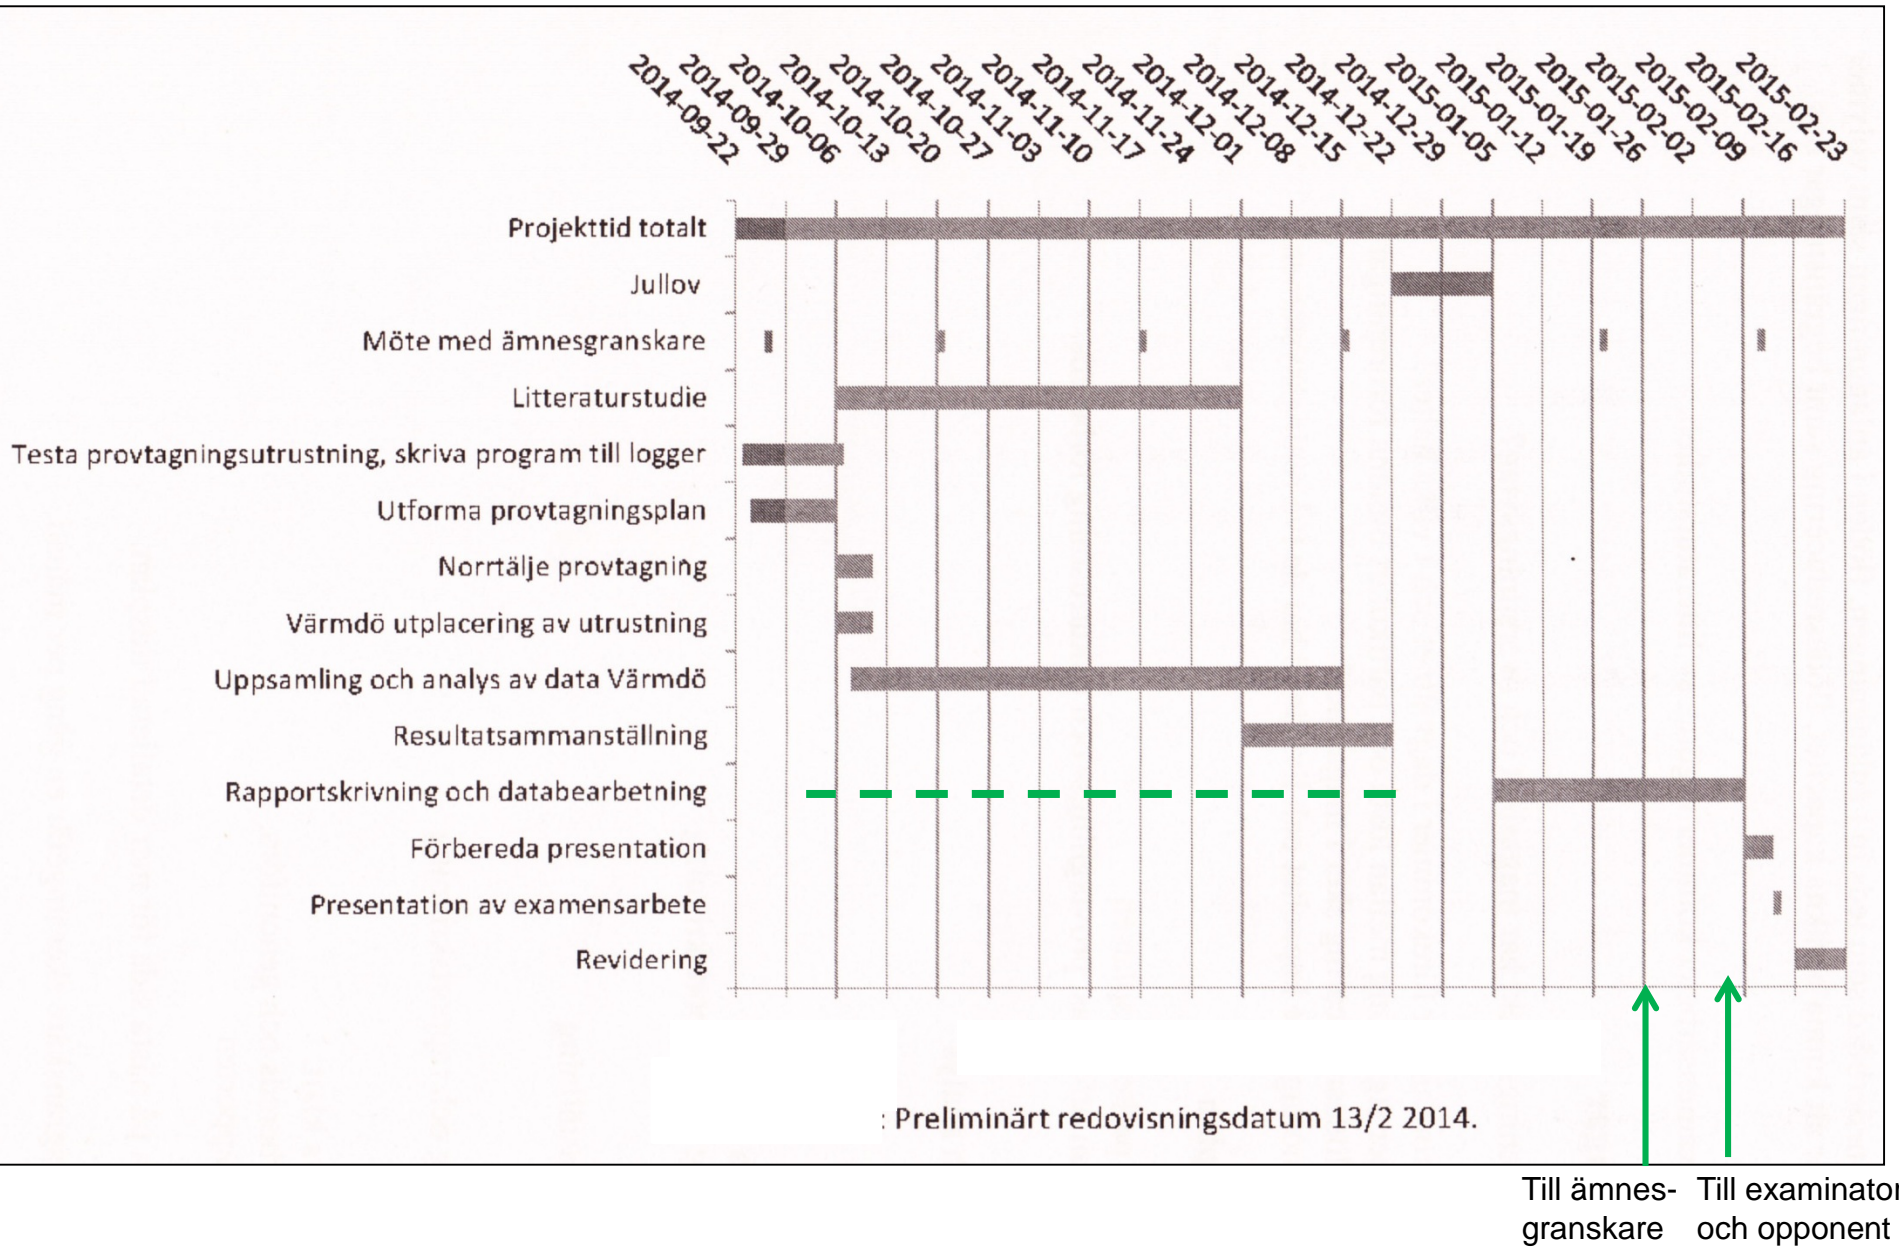 2014-09-22
2014-09-29
2014-10-06
2014-10-13
2014-10-20
2014-10-27
2014-11-03
2014-11-10
2014-11-17
2014-11-24
2014-12-01
2014-12-08
2014-12-15
2014-12-22
2014-12-29
2015-01-05
2015-01-12
2015-01-19
2015-01-26
2015-02-02
2015-02-09
2015-02-16
2015-02-23
Projekttid totalt
Jullov
Möte med ämnesgranskare
Litteraturstudie
Testa provtagningsutrustning, skriva program till logger
Utforma provtagningsplan
Norrtälje provtagning
Värmdö utplacering av utrustning
Uppsamling och analys av data Värmdö
Resultatsammanställning
Rapportskrivning och databearbetning
Förbereda presentation
Presentation av examensarbete
Revidering
: Preliminärt redovisningsdatum 13/2 2014.
Till ämnes-
granskare
Till examinator
och opponent